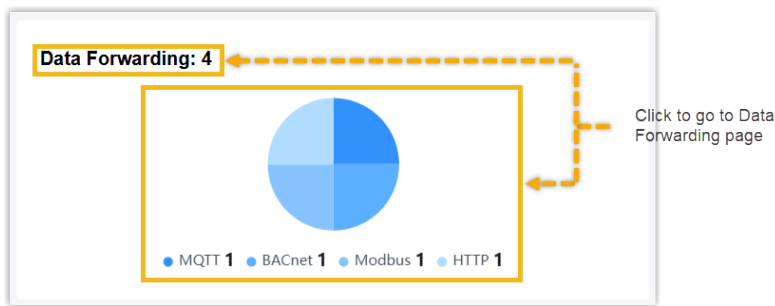 Data Forwarding: 4
Click to go to Data
Forwarding page
MQTT 1 BACnet 1 Modbus 1 HTTP 1